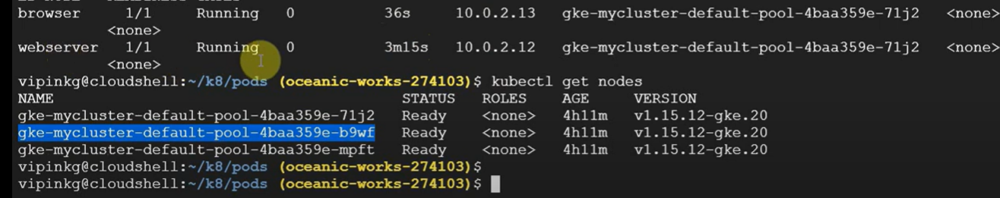 browser 1/1 Running 0 36s 10.0.2.13 gke-mycluster-default-pool-4baa359e-71j2 <none>
<none>
webserver 1/1 Running 0 3m15s 10.0.2.12 gke-mycluster-default-pool-4baa359e-71j2 <none>
<none>
vipinkg@cloudshell:~/k8/pods (oceanic-works-274103)$ kubectl get nodes
NAME STATUS ROLES AGE VERSION
gke-mycluster-default-pool-4baa359e-71j2 Ready <none> 4h11m v1.15.12-gke.20
gke-mycluster-default-pool-4baa359e-b9wf Ready <none> 4h11m v1.15.12-gke.20
gke-mycluster-default-pool-4baa359e-mpft Ready <none> 4h11m v1.15.12-gke.20
vipinkg@cloudshell:~/k8/pods (oceanic-works-274103)$
vipinkg@cloudshell:~/k8/pods (oceanic-works-274103)$